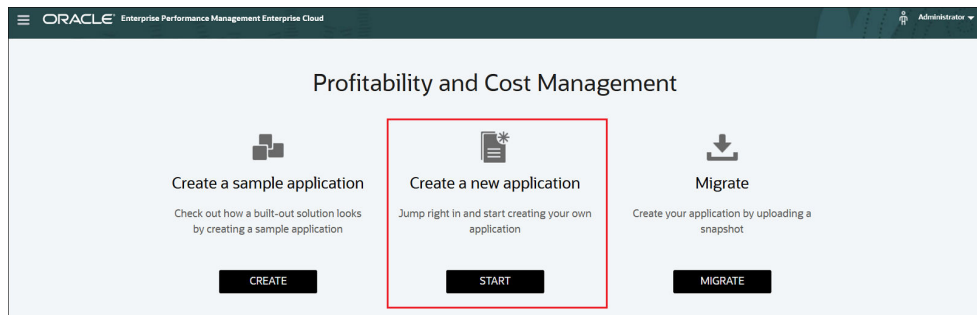 ORACLE® Enterprise Performance Management Enterprise Cloud
Administrator
Profitability and Cost Management
Create a sample application
Check out how a built-out solution looks
by creating a sample application
CREATE
Create a new application
Jump right in and start creating your own
application
START
Migrate
Create your application by uploading a
snapshot
MIGRATE